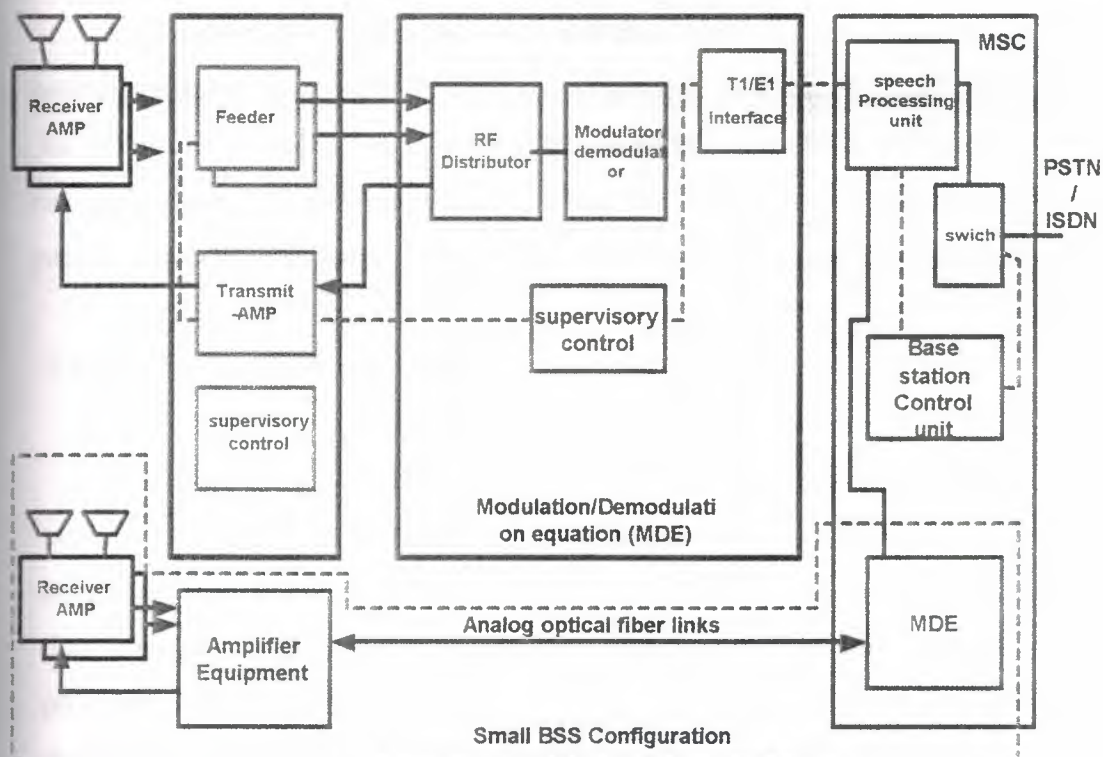 MSC
Receiver
AMP
Feeder
RF
Distributor
Modulator/
demodulat
or
T1/E1
Interface
speech
Processing
unit
PSTN
/
ISDN
swich
Transmit
-AMP
supervisory
control
Base
station
Control
unit
supervisory
control
Modulation/Demodulati
on equation (MDE)
Receiver
AMP
Amplifier
Equipment
Analog optical fiber links
MDE
Small BSS Configuration